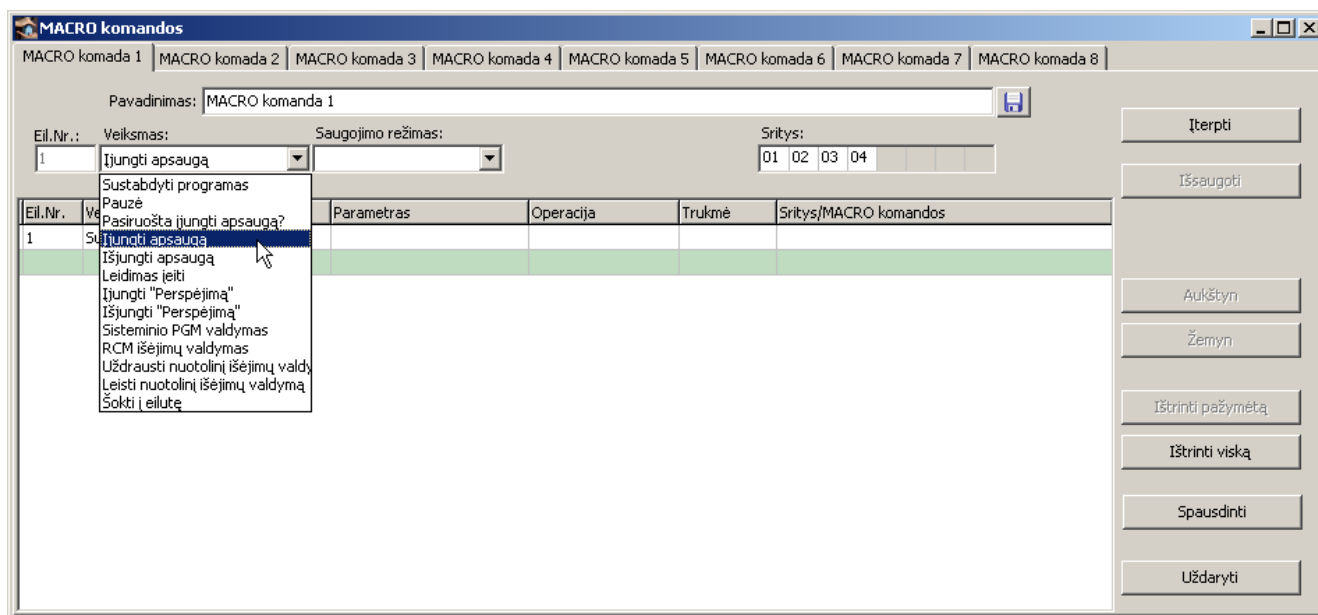 MACRO komandos
MACRO komada 1 MACRO komada 2 MACRO komada 3 MACRO komada 4 MACRO komada 5 MACRO komada 6 MACRO komada 7 MACRO komada 8
Pavadinimas: MACRO komanda 1
Eil.Nr.: Veiksmas: Saugojimo režimas: Sritys:
1 Įjungti apsaugą 01 02 03 04
Sustabdyti programas
Pauzė
Pasiruošta įjungti apsaugą?
Įjungti apsaugą
Išjungti apsaugą
Leidimas įeiti
Įjungti "Perspėjimą"
Išjungti "Perspėjimą"
Sisteminio PGM valdymas
RCM išėjimų valdymas
Uždrausti nuotolinį išėjimų valdy
Leisti nuotolinį išėjimų valdymą
Šokti į eilutę
Eil.Nr. Ve Parametras Operacija Trukmė Sritys/MACRO komandos
1 Su
Įterpti
Išsaugoti
Aukštyn
Žemyn
Ištrinti pažymėtą
Ištrinti viską
Spausdinti
Uždaryti